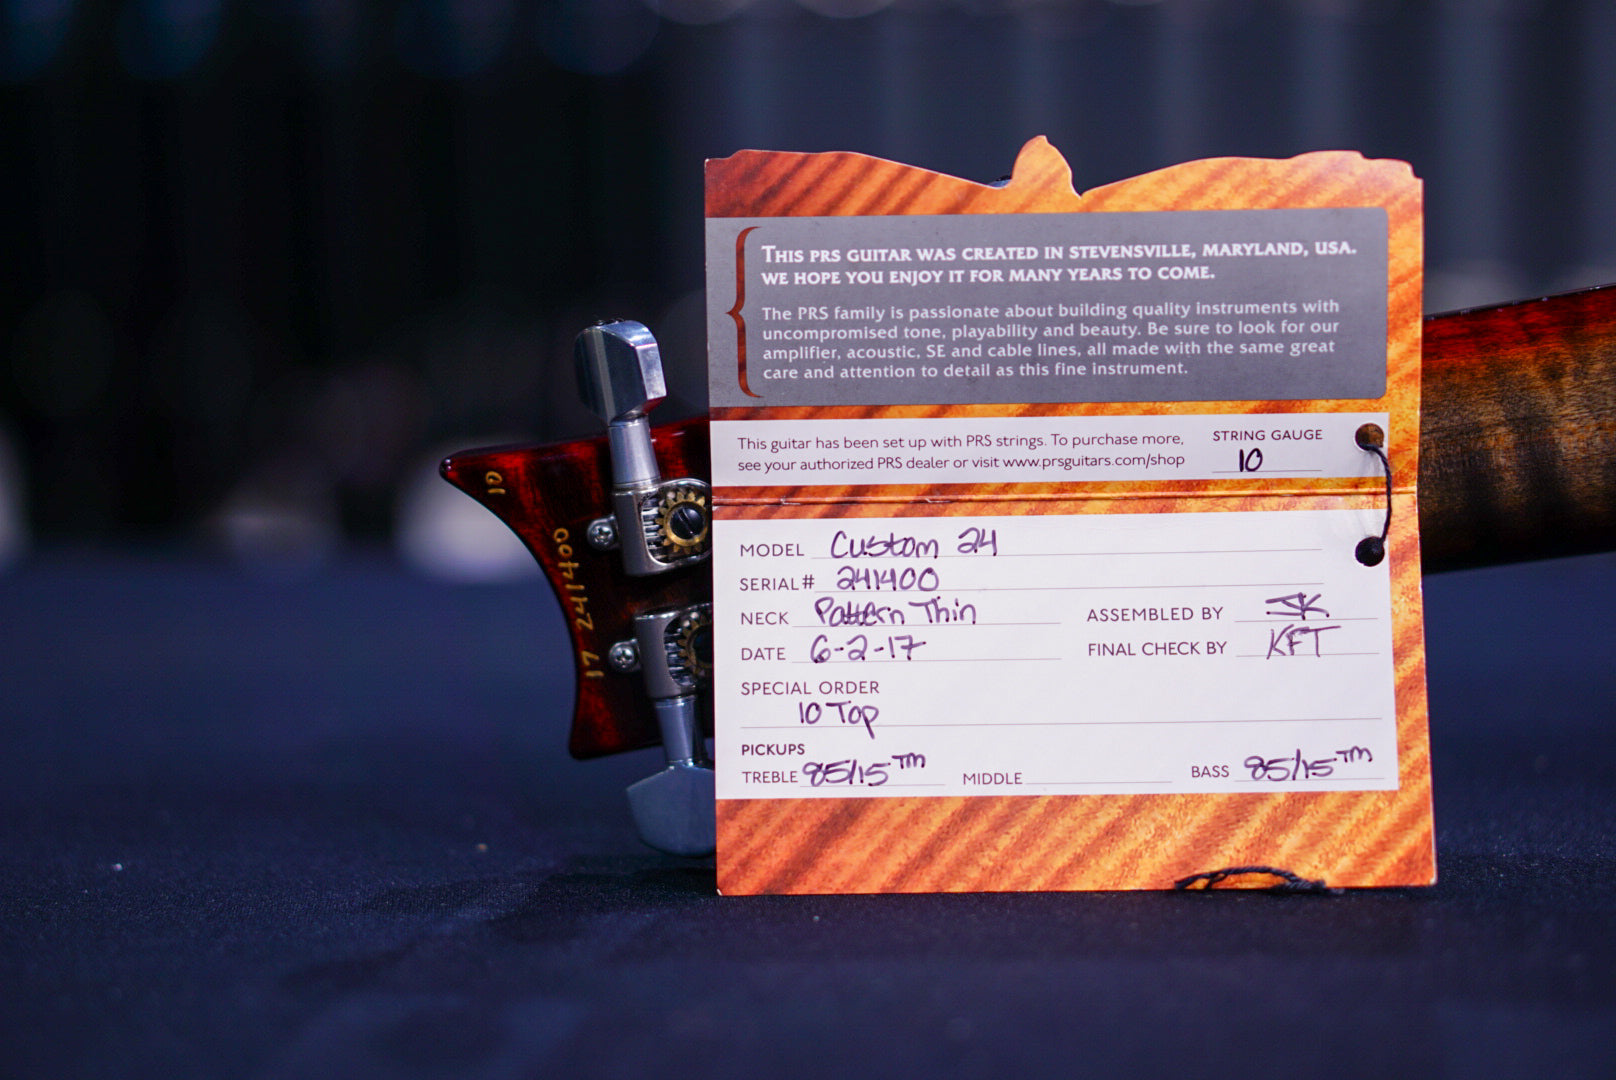 THIS PRS GUITAR WAS CREATED IN STEVENSVILLE, MARYLAND, USA.
WE HOPE YOU ENJOY IT FOR MANY YEARS TO COME.
The PRS family is passionate about building quality instruments with
uncompromised tone, playability and beauty. Be sure to look for our
amplifier, acoustic, SE and cable lines, all made with the same great
care and attention to detail as this fine instrument.
This guitar has been set up with PRS strings. To purchase more,
see your authorized PRS dealer or visit www.prsguitars.com/shop
STRING GAUGE
10
MODEL Custom 24
SERIAL# 241400
NECK Pattern Thin
ASSEMBLED BY JK
DATE 6-2-17
FINAL CHECK BY KFT
SPECIAL ORDER
10 Top
PICKUPS
TREBLE 85/15™ MIDDLE BASS 85/15™
10
17 241400